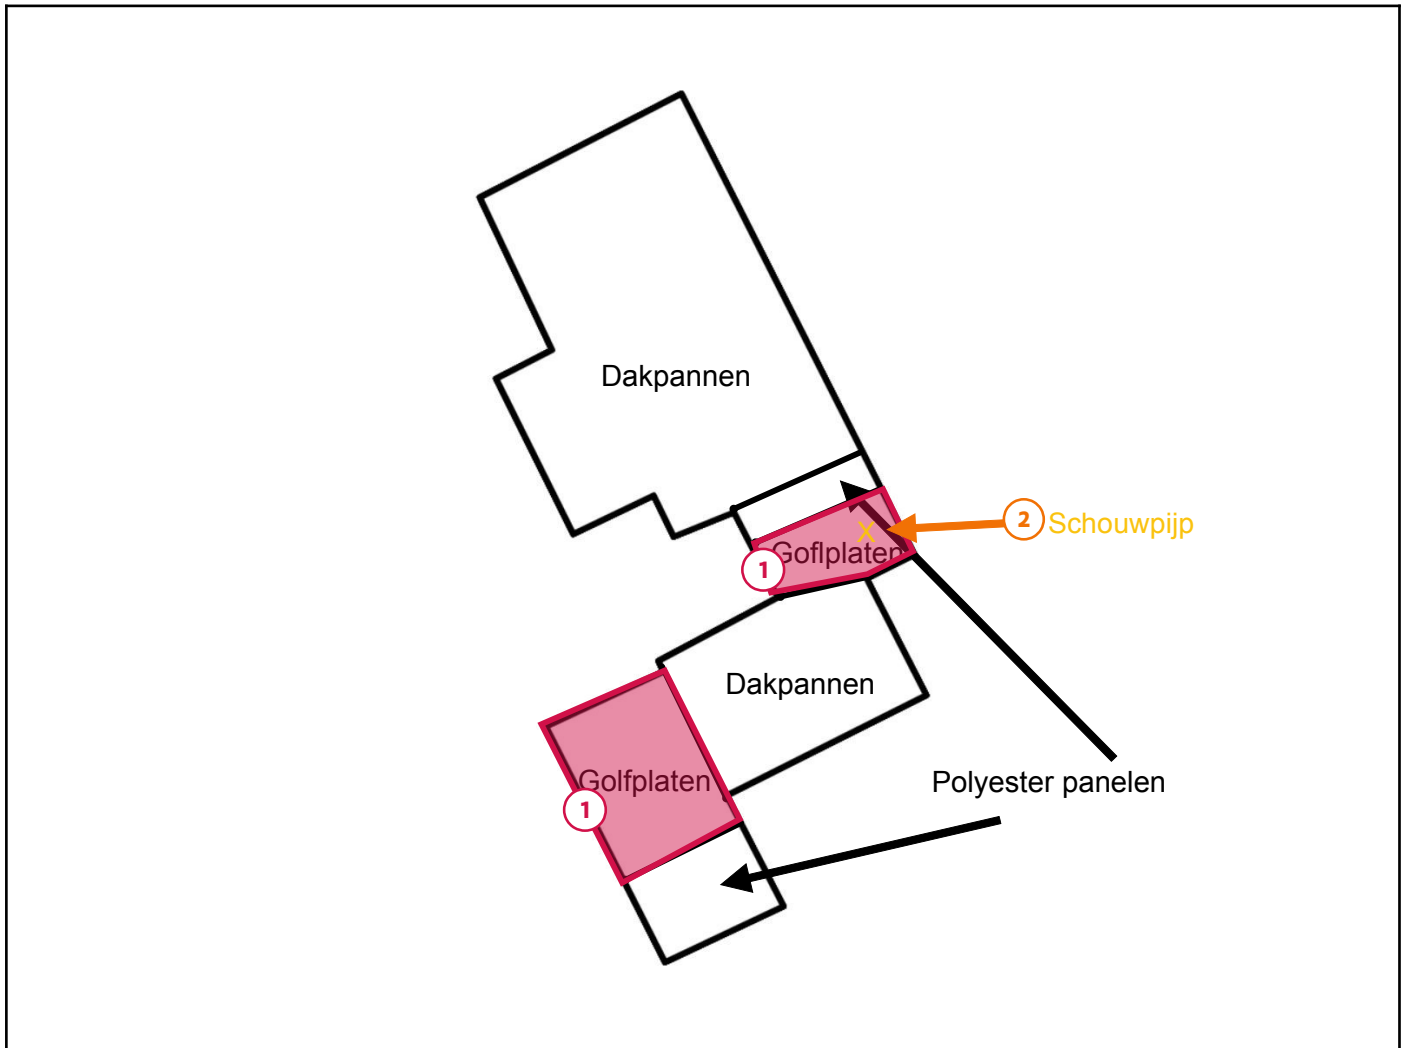 Dakpannen
X
2 Schouwpijp
Goflplaten
1
Dakpannen
Golfplaten
1
Polyester panelen